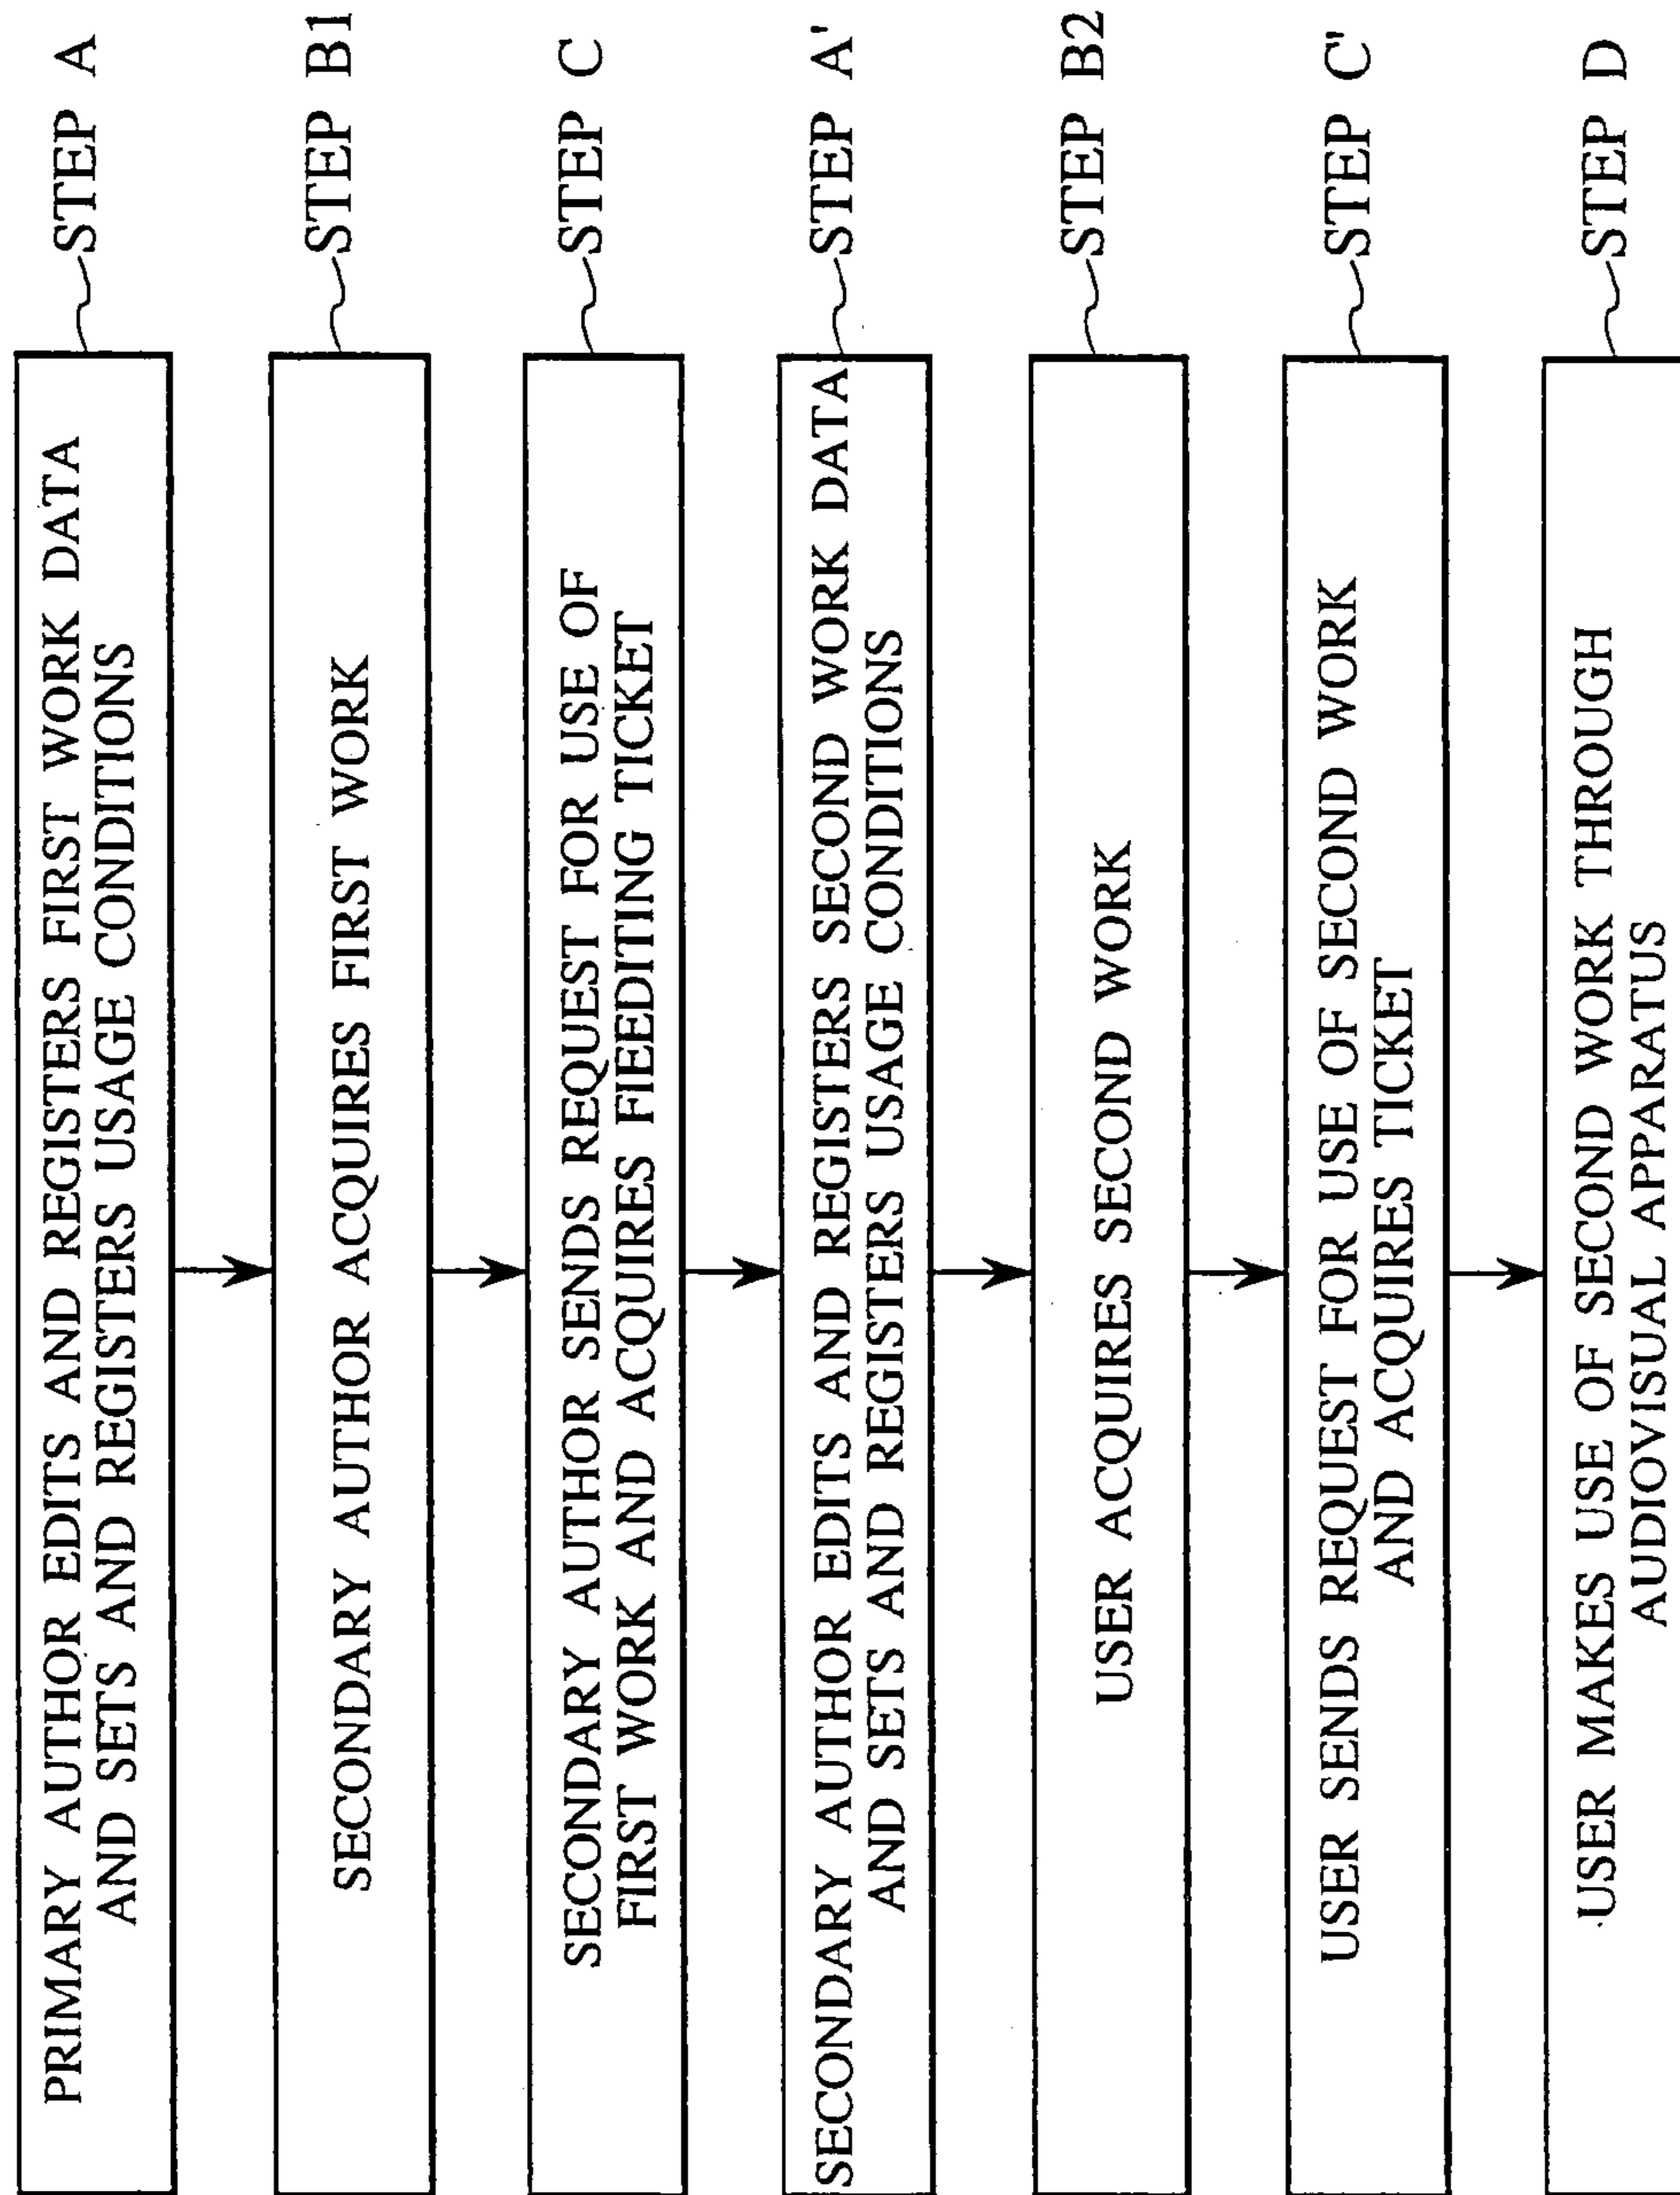 PRIMARY AUTHOR EDITS AND REGISTERS FIRST WORK DATA
AND SETS AND REGISTERS USAGE CONDITIONS
STEP A
SECONDARY AUTHOR ACQUIRES FIRST WORK
STEP B1
SECONDARY AUTHOR SENDS REQUEST FOR USE OF
FIRST WORK AND ACQUIRES FIEEDITING TICKET
STEP C
SECONDARY AUTHOR EDITS AND REGISTERS SECOND WORK DATA
AND SETS AND REGISTERS USAGE CONDITIONS
STEP A'
USER ACQUIRES SECOND WORK
STEP B2
USER SENDS REQUEST FOR USE OF SECOND WORK
AND ACQUIRES TICKET
STEP C'
USER MAKES USE OF SECOND WORK THROUGH
AUDIOVISUAL APPARATUS
STEP D